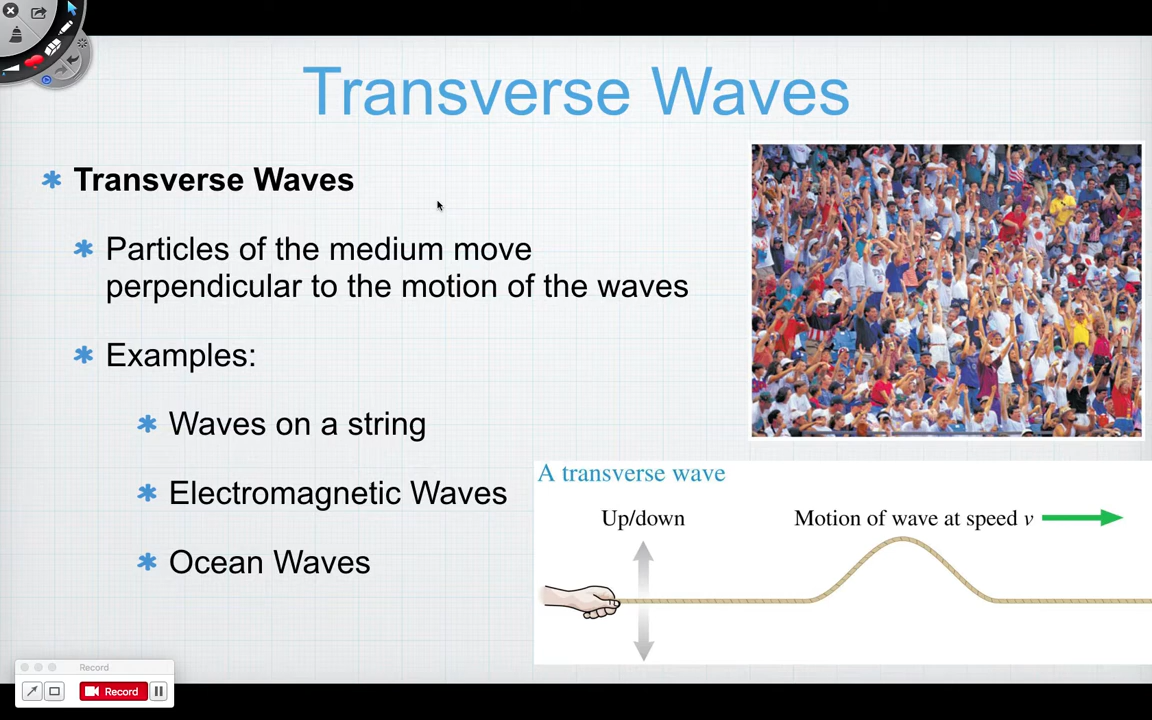 Transverse Waves
Transverse Waves
Particles of the medium move
perpendicular to the motion of the waves
Examples:
Waves on a string
Electromagnetic Waves
Ocean Waves
A transverse wave
Up/down
Motion of wave at speed v
Record
Record